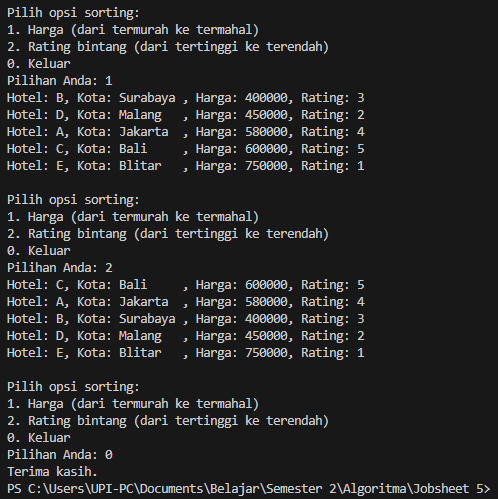 Pilih opsi sorting:
1. Harga (dari termurah ke termahal)
2. Rating bintang (dari tertinggi ke terendah)
0. Keluar
Pilihan Anda: 1
Hotel: B, Kota: Surabaya , Harga: 400000, Rating: 3
Hotel: D, Kota: Malang   , Harga: 450000, Rating: 2
Hotel: A, Kota: Jakarta  , Harga: 580000, Rating: 4
Hotel: C, Kota: Bali     , Harga: 600000, Rating: 5
Hotel: E, Kota: Blitar   , Harga: 750000, Rating: 1

Pilih opsi sorting:
1. Harga (dari termurah ke termahal)
2. Rating bintang (dari tertinggi ke terendah)
0. Keluar
Pilihan Anda: 2
Hotel: C, Kota: Bali     , Harga: 600000, Rating: 5
Hotel: A, Kota: Jakarta  , Harga: 580000, Rating: 4
Hotel: B, Kota: Surabaya , Harga: 400000, Rating: 3
Hotel: D, Kota: Malang   , Harga: 450000, Rating: 2
Hotel: E, Kota: Blitar   , Harga: 750000, Rating: 1

Pilih opsi sorting:
1. Harga (dari termurah ke termahal)
2. Rating bintang (dari tertinggi ke terendah)
0. Keluar
Pilihan Anda: 0
Terima kasih.
PS C:\Users\UPI-PC\Documents\Belajar\Semester 2\Algoritma\Jobsheet 5>